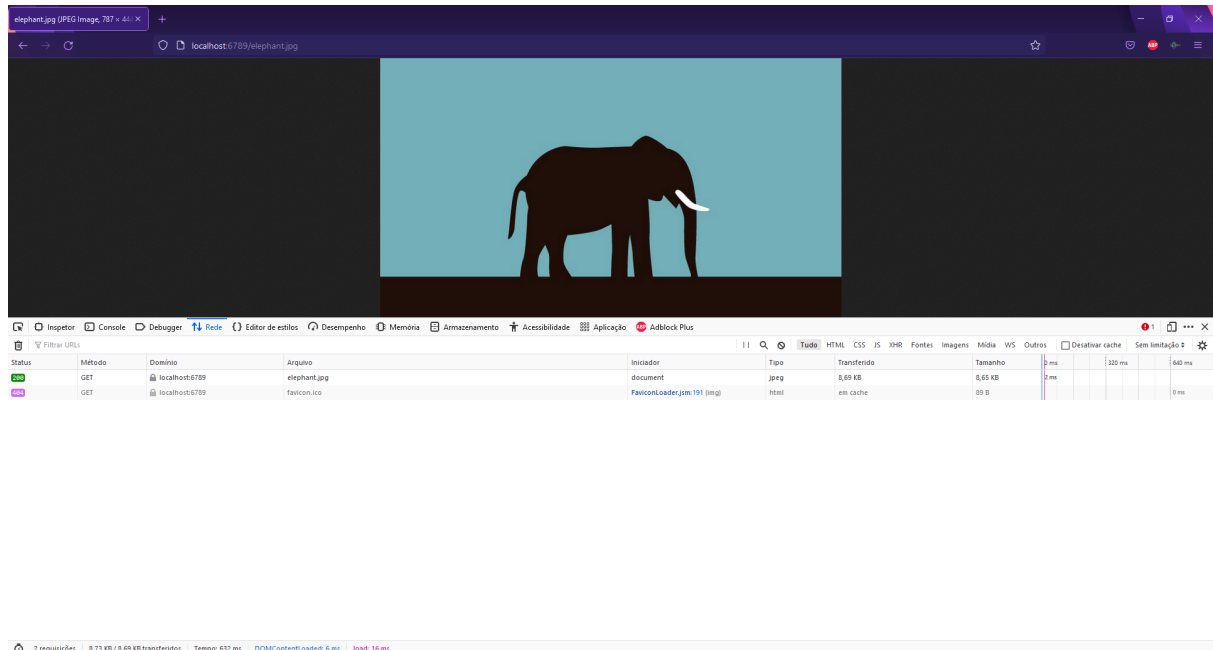 elephant.jpg (JPEG Image, 787 × 444
localhost:6789/elephant.jpg
ABP
Inspetor Console Debugger Rede Editor de estilos Desempenho Memória Armazenamento Acessibilidade Aplicação ABP Adblock Plus 1
Filtrar URLs Tudo HTML CSS JS XHR Fontes Imagens Mídia WS Outros Desativar cache Sem limitação
Status Método Domínio Arquivo Iniciador Tipo Transferido Tamanho 0 ms 320 ms 640 ms
200 GET localhost:6789 elephant.jpg document jpeg 8,69 KB 8,65 KB 2 ms
404 GET localhost:6789 favicon.ico FaviconLoader.jsm:191 (img) html em cache 89 B 8 ms
2 requisições 8,73 KB / 8,69 KB transferidos Tempo: 632 ms DOMContentLoaded: 6 ms load: 16 ms